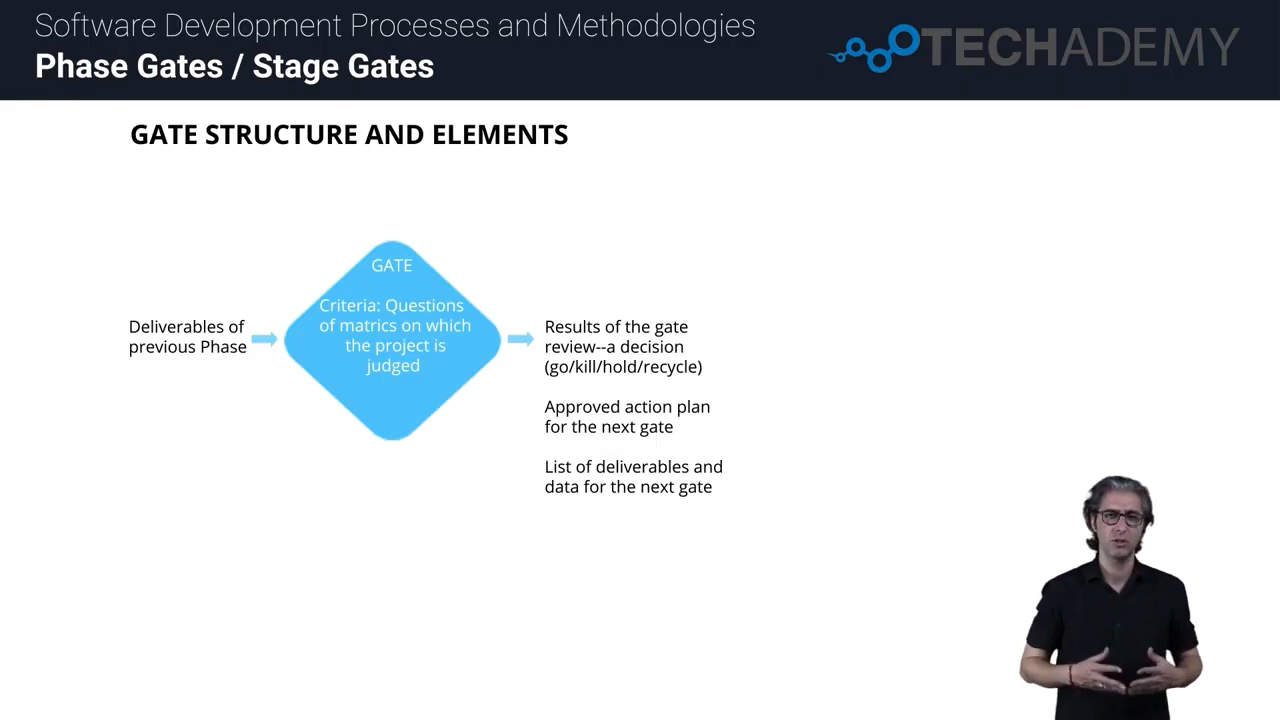 Software Development Processes and Methodologies
Phase Gates / Stage Gates
TECHADEMY
GATE STRUCTURE AND ELEMENTS
Deliverables of
previous Phase
GATE
Criteria: Questions
of matrics on which
the project is
judged
Results of the gate
review--a decision
(go/kill/hold/recycle)
Approved action plan
for the next gate
List of deliverables and
data for the next gate